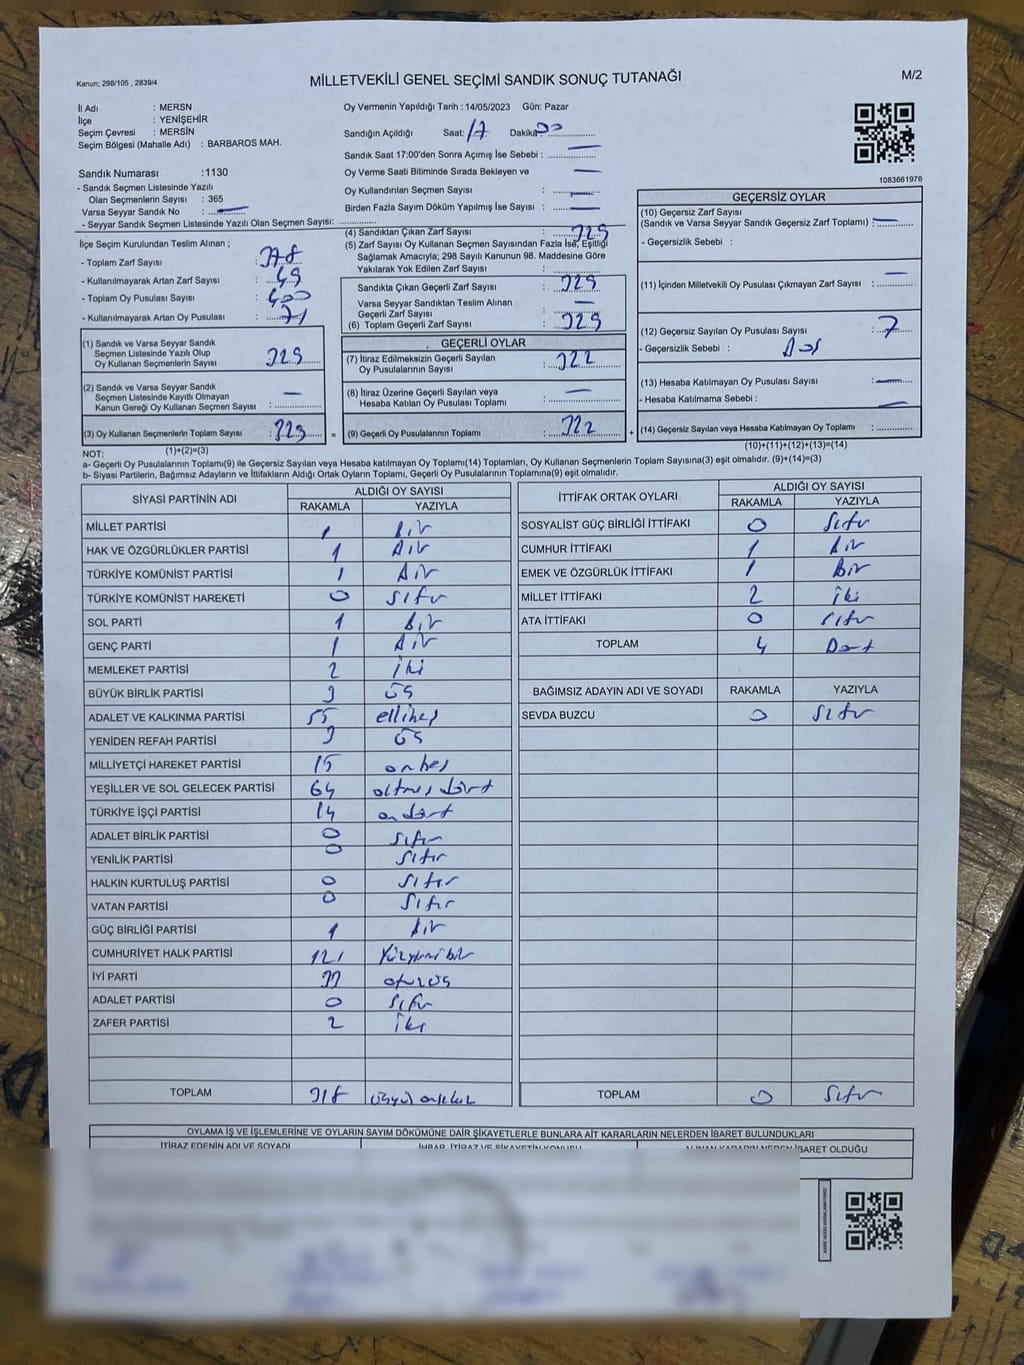 Kanun; 298/105 , 2839/4
MİLLETVEKİLİ GENEL SEÇİMİ SANDIK SONUÇ TUTANAĞI
M/2
İl Adı : MERSN
İlçe : YENİŞEHİR
Seçim Çevresi : MERSİN
Seçim Bölgesi (Mahalle Adı) : BARBAROS MAH.
Sandık Numarası :1130
- Sandık Seçmen Listesinde Yazılı
Olan Seçmenlerin Sayısı : 365
Varsa Seyyar Sandık No :
- Seyyar Sandık Seçmen Listesinde Yazılı Olan Seçmen Sayısı:
İlçe Seçim Kurulundan Teslim Alınan ;
- Toplam Zarf Sayısı : 378
- Kullanılmayarak Artan Zarf Sayısı : 49
- Toplam Oy Pusulası Sayısı : 400
- Kullanılmayarak Artan Oy Pusulası : 71
Oy Vermenin Yapıldığı Tarih : 14/05/2023 Gün: Pazar
Sandığın Açıldığı Saat: 17 Dakika: 00
Sandık Saat 17:00'den Sonra Açımış İse Sebebi :
Oy Verme Saati Bitiminde Sırada Bekleyen ve
Oy Kullandırılan Seçmen Sayısı :
Birden Fazla Sayım Döküm Yapılmış İse Sayısı :
(4) Sandıktan Çıkan Zarf Sayısı : 329
(5) Zarf Sayısı Oy Kullanan Seçmen Sayısından Fazla İse, Eşitliği
Sağlamak Amacıyla; 298 Sayılı Kanunun 98. Maddesine Göre
Yakılarak Yok Edilen Zarf Sayısı :
Sandıkta Çıkan Geçerli Zarf Sayısı : 329
Varsa Seyyar Sandıktan Teslim Alınan
Geçerli Zarf Sayısı :
(6) Toplam Geçerli Zarf Sayısı : 329
1083661976
GEÇERSİZ OYLAR
(10) Geçersiz Zarf Sayısı
(Sandık ve Varsa Seyyar Sandık Geçersiz Zarf Toplamı) :
- Geçersizlik Sebebi :
(11) İçinden Milletvekili Oy Pusulası Çıkmayan Zarf Sayısı :
(12) Geçersiz Sayılan Oy Pusulası Sayısı : 7
- Geçersizlik Sebebi :
(13) Hesaba Katılmayan Oy Pusulası Sayısı :
- Hesaba Katılmama Sebebi :
(14) Geçersiz Sayılan veya Hesaba Katılmayan Oy Toplamı :
(10)+(11)+(12)+(13)=(14)
(1) Sandık ve Varsa Seyyar Sandık
Seçmen Listesinde Yazılı Olup
Oy Kullanan Seçmenlerin Sayısı : 329
(2) Sandık ve Varsa Seyyar Sandık
Seçmen Listesinde Kayıtlı Olmayan
Kanun Gereği Oy Kullanan Seçmen Sayısı :
(3) Oy Kullanan Seçmenlerin Toplam Sayısı : 329 =
(1)+(2)=(3)
GEÇERLİ OYLAR
(7) İtiraz Edilmeksizin Geçerli Sayılan
Oy Pusulalarının Sayısı : 322
(8) İtiraz Üzerine Geçerli Sayılan veya
Hesaba Katılan Oy Pusulası Toplamı :
(9) Geçerli Oy Pusulalarının Toplamı : 322 +
NOT:
a- Geçerli Oy Pusulalarının Toplamı(9) ile Geçersiz Sayılan veya Hesaba Katılmayan Oy Toplamı(14) Toplamları, Oy Kullanan Seçmenlerin Toplam Sayısına(3) eşit olmalıdır. (9)+(14)=(3)
b- Siyasi Partilerin, Bağımsız Adayların ve İttifakların Aldığı Ortak Oyların Toplamı, Geçerli Oy Pusulalarının Toplamına(9) eşit olmalıdır.
SİYASİ PARTİNİN ADI ALDIĞI OY SAYISI
RAKAMLA YAZIYLA
MİLLET PARTİSİ 1 Bir
HAK VE ÖZGÜRLÜKLER PARTİSİ 1 Bir
TÜRKİYE KOMÜNİST PARTİSİ 1 Bir
TÜRKİYE KOMÜNİST HAREKETİ 0 Sıfır
SOL PARTİ 1 Bir
GENÇ PARTİ 1 Bir
MEMLEKET PARTİSİ 2 iki
BÜYÜK BİRLİK PARTİSİ 3 üç
ADALET VE KALKINMA PARTİSİ 55 ellibeş
YENİDEN REFAH PARTİSİ 3 üç
MİLLİYETÇİ HAREKET PARTİSİ 15 onbeş
YEŞİLLER VE SOL GELECEK PARTİSİ 64 altmışdört
TÜRKİYE İŞÇİ PARTİSİ 14 ondört
ADALET BİRLİK PARTİSİ 0 Sıfır
YENİLİK PARTİSİ 0 Sıfır
HALKIN KURTULUŞ PARTİSİ 0 Sıfır
VATAN PARTİSİ 0 Sıfır
GÜÇ BİRLİĞİ PARTİSİ 1 Bir
CUMHURİYET HALK PARTİSİ 121 Yüzyirmibir
İYİ PARTİ 33 otuzüç
ADALET PARTİSİ 0 Sıfır
ZAFER PARTİSİ 2 iki
TOPLAM 318 üçyüzonsekiz
İTTİFAK ORTAK OYLARI ALDIĞI OY SAYISI
RAKAMLA YAZIYLA
SOSYALİST GÜÇ BİRLİĞİ İTTİFAKI 0 Sıfır
CUMHUR İTTİFAKI 1 Bir
EMEK VE ÖZGÜRLÜK İTTİFAKI 1 Bir
MİLLET İTTİFAKI 2 iki
ATA İTTİFAKI 0 Sıfır
TOPLAM 4 Dört
BAĞIMSIZ ADAYIN ADI VE SOYADI RAKAMLA YAZIYLA
SEVDA BUZCU 0 Sıfır
TOPLAM 0 Sıfır
OYLAMA İŞ VE İŞLEMLERİNE VE OYLARIN SAYIM DÖKÜMÜNE DAİR ŞİKAYETLERLE BUNLARA AİT KARARLARIN NELERDEN İBARET BULUNDUKLARI
İTİRAZ EDENİN ADI VE SOYADI İHBAR, İTİRAZ VE ŞİKAYETİN KONUSU ALINAN KARARIN NEDEN İBARET OLDUĞU